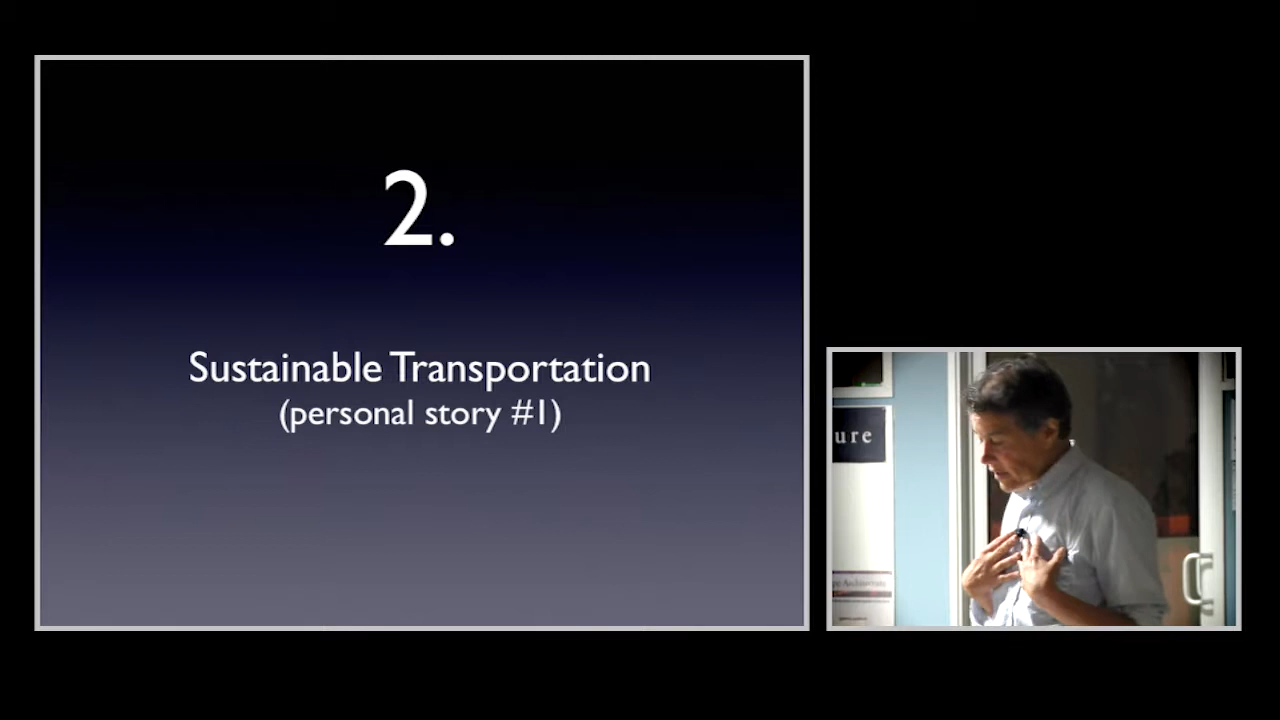 2.
Sustainable Transportation
(personal story #1)
ure